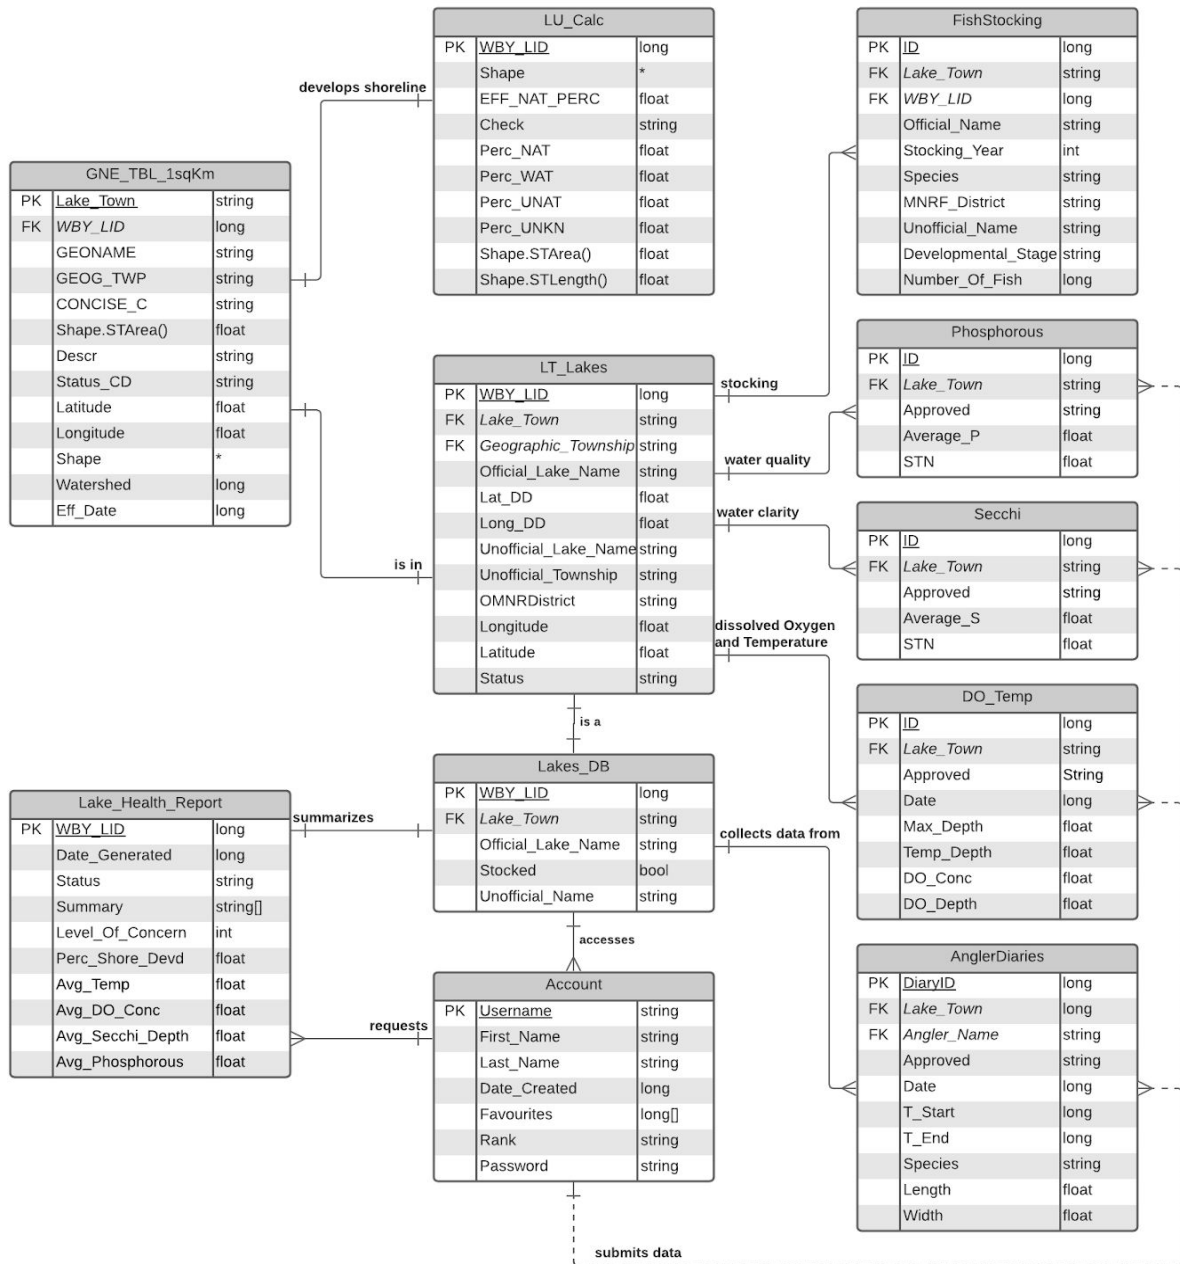 LU_Calc
PK WBY_LID long
Shape *
EFF_NAT_PERC float
Check string
Perc_NAT float
Perc_WAT float
Perc_UNAT float
Perc_UNKN float
Shape.STArea() float
Shape.STLength() float
FishStocking
PK ID long
FK Lake_Town string
FK WBY_LID long
Official_Name string
Stocking_Year int
Species string
MNRF_District string
Unofficial_Name string
Developmental_Stage string
Number_Of_Fish long
develops shoreline
GNE_TBL_1sqKm
PK Lake_Town string
FK WBY_LID long
GEONAME string
GEOG_TWP string
CONCISE_C string
Shape.STArea() float
Descr string
Status_CD string
Latitude float
Longitude float
Shape *
Watershed long
Eff_Date long
is in
LT_Lakes
PK WBY_LID long
FK Lake_Town string
FK Geographic_Township string
Official_Lake_Name string
Lat_DD float
Long_DD float
Unofficial_Lake_Name string
Unofficial_Township string
OMNRDistrict string
Longitude float
Latitude float
Status string
stocking
water quality
water clarity
dissolved Oxygen
and Temperature
Phosphorous
PK ID long
FK Lake_Town string
Approved string
Average_P float
STN float
Secchi
PK ID long
FK Lake_Town string
Approved string
Average_S float
STN float
DO_Temp
PK ID long
FK Lake_Town string
Approved String
Date long
Max_Depth float
Temp_Depth float
DO_Conc float
DO_Depth float
is a
Lakes_DB
PK WBY_LID long
FK Lake_Town string
Official_Lake_Name string
Stocked bool
Unofficial_Name string
summarizes
collects data from
Lake_Health_Report
PK WBY_LID long
Date_Generated long
Status string
Summary string[]
Level_Of_Concern int
Perc_Shore_Devd float
Avg_Temp float
Avg_DO_Conc float
Avg_Secchi_Depth float
Avg_Phosphorous float
accesses
requests
Account
PK Username string
First_Name string
Last_Name string
Date_Created long
Favourites long[]
Rank string
Password string
AnglerDiaries
PK DiaryID long
FK Lake_Town long
FK Angler_Name string
Approved string
Date long
T_Start long
T_End long
Species string
Length float
Width float
submits data